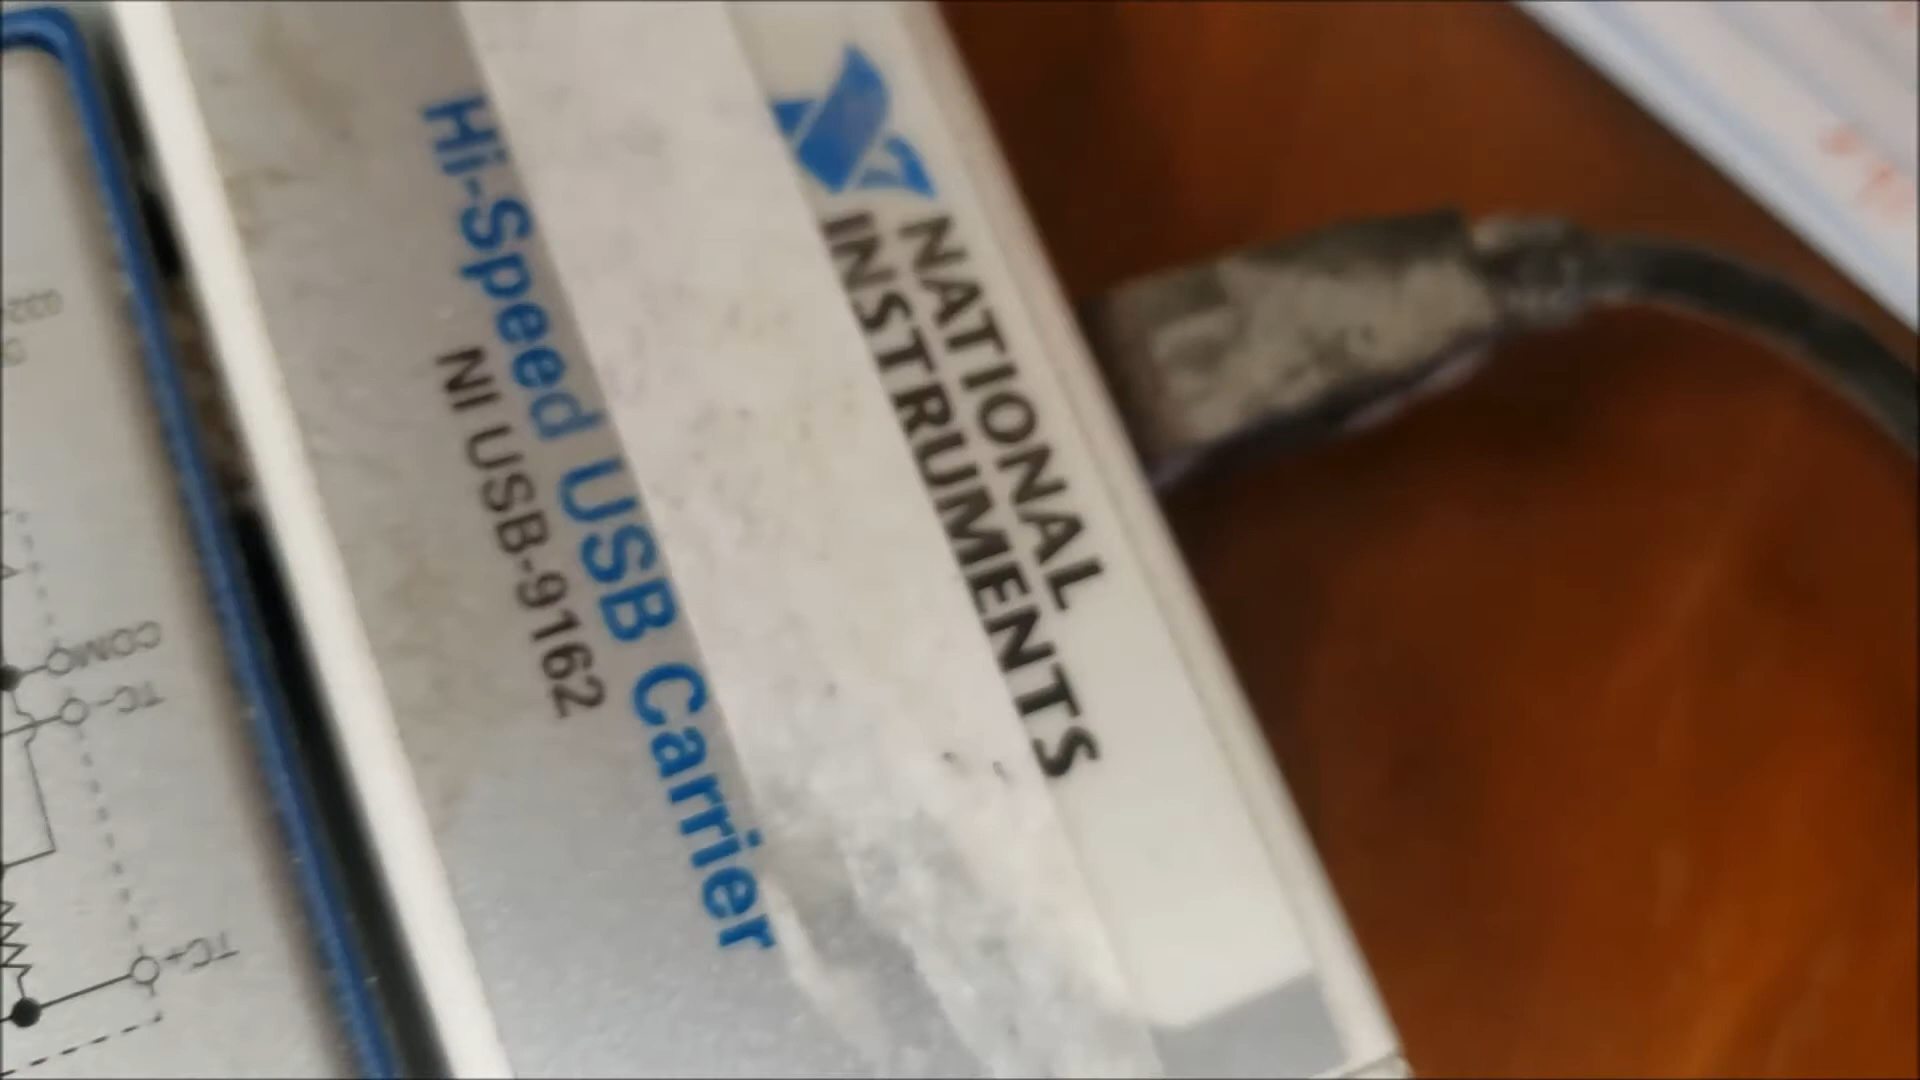 NATIONAL
INSTRUMENTS
Hi-Speed USB Carrier
NI USB-9162
COM
TC-
TC+